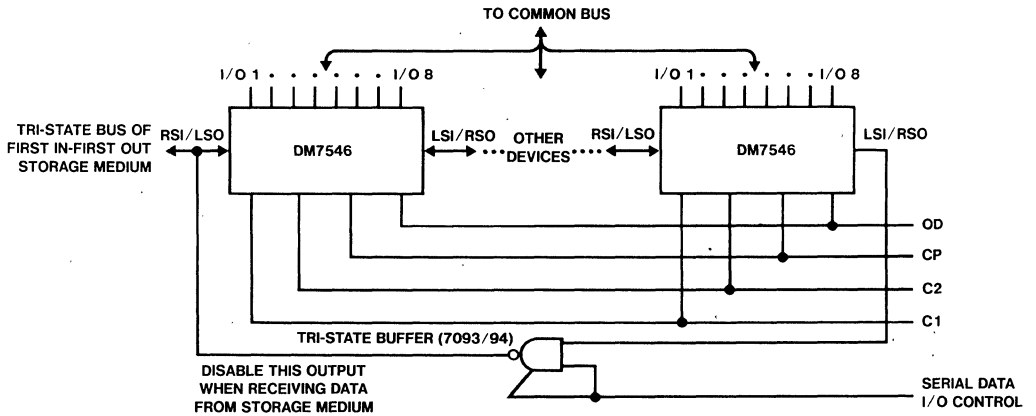 TO COMMON BUS
I/O 1 · · · · · · I/O 8
I/O 1 · · · · · · I/O 8
TRI-STATE BUS OF
FIRST IN-FIRST OUT
STORAGE MEDIUM
RSI/LSO
DM7546
LSI/RSO
OTHER
DEVICES
RSI/LSO
DM7546
LSI/RSO
OD
CP
C2
C1
TRI-STATE BUFFER (7093/94)
DISABLE THIS OUTPUT
WHEN RECEIVING DATA
FROM STORAGE MEDIUM
SERIAL DATA
I/O CONTROL